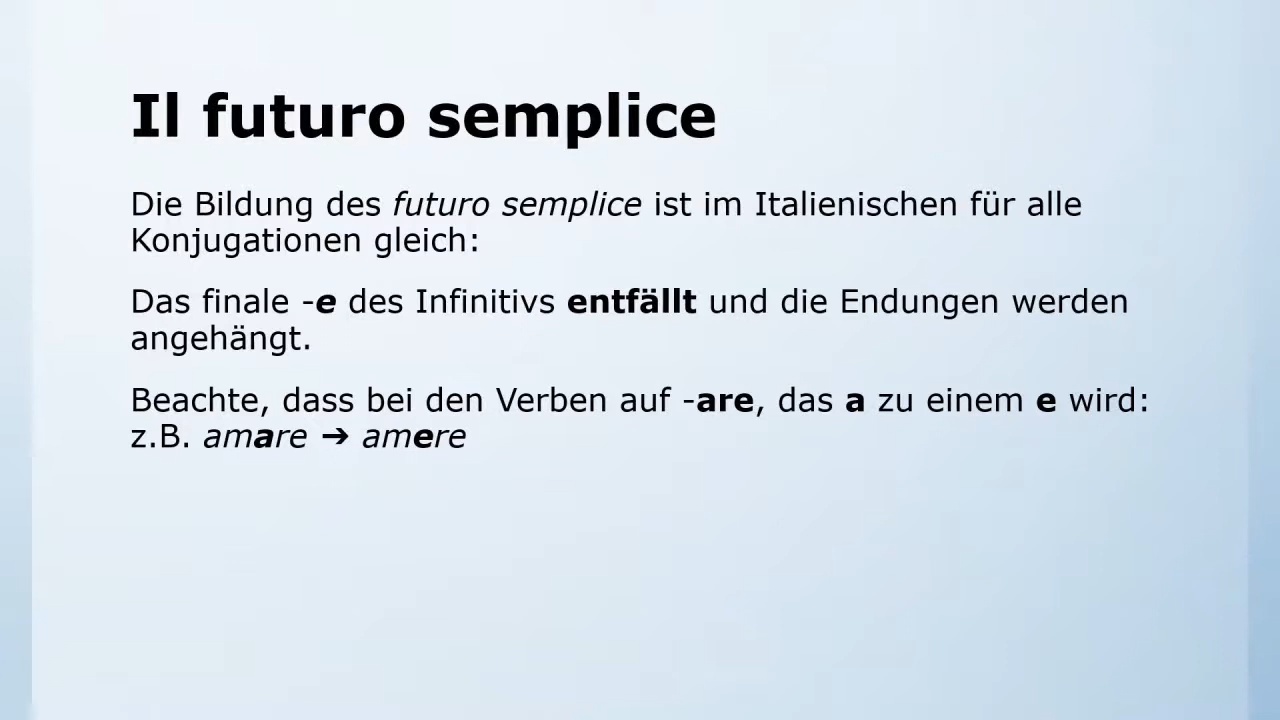 Il futuro semplice
Die Bildung des futuro semplice ist im Italienischen für alle
Konjugationen gleich:
Das finale -e des Infinitivs entfällt und die Endungen werden
angehängt.
Beachte, dass bei den Verben auf -are, das a zu einem e wird:
z.B. amare ➔ amere